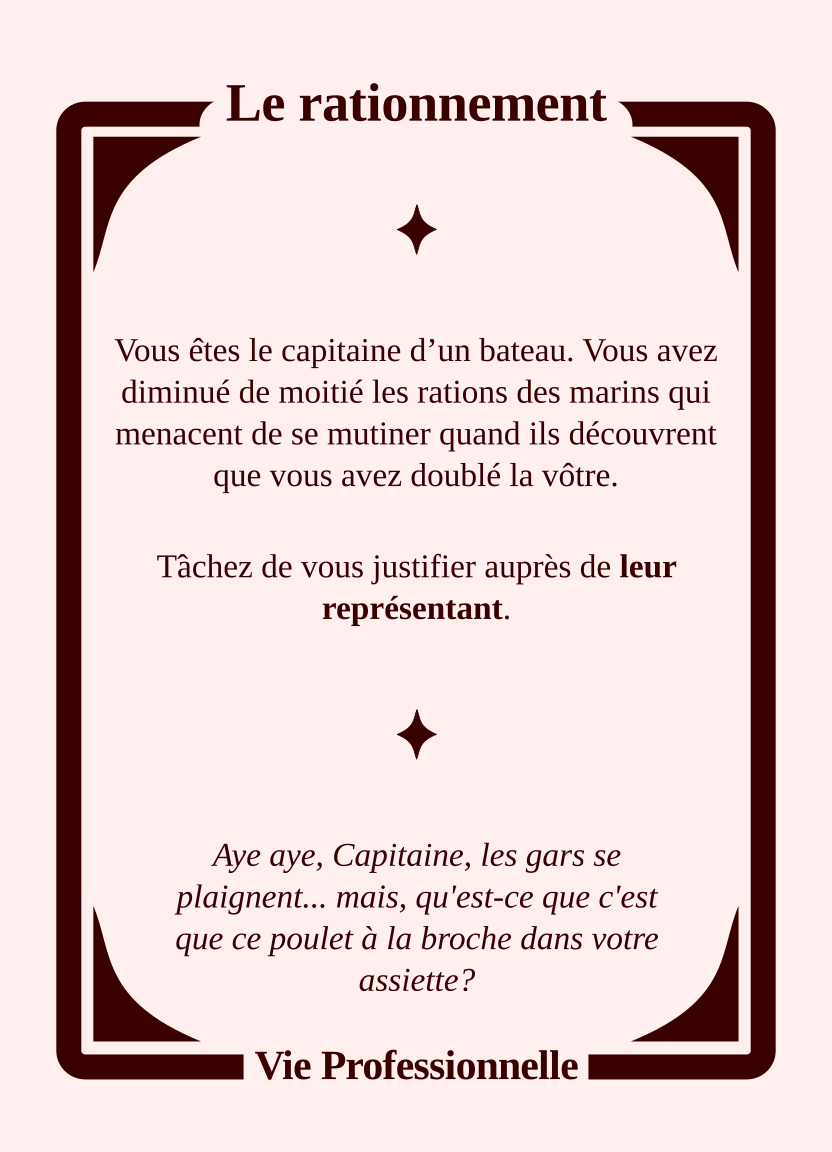 Le rationnement
Vous êtes le capitaine d’un bateau. Vous avez
diminué de moitié les rations des marins qui
menacent de se mutiner quand ils découvrent
que vous avez doublé la vôtre.
Tâchez de vous justifier auprès de leur
représentant.
Aye aye, Capitaine, les gars se
plaignent... mais, qu'est-ce que c'est
que ce poulet à la broche dans votre
assiette?
Vie Professionnelle